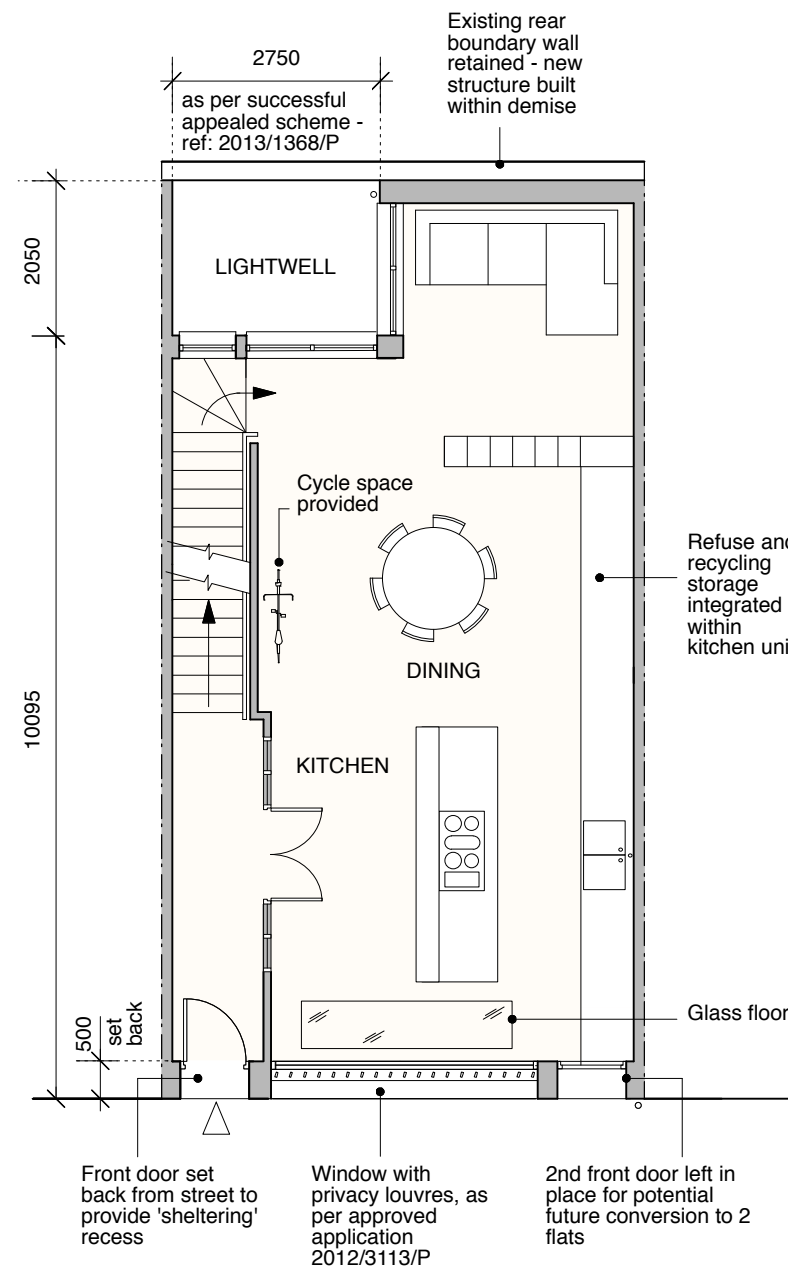 Existing rear
boundary wall
retained - new
structure built
within demise
2750
as per successful
appealed scheme -
ref: 2013/1368/P
2050
LIGHTWELL
Cycle space
provided
Refuse and
recycling
storage
integrated
within
kitchen uni
DINING
10095
KITCHEN
500
set
back
Glass floor
Front door set
back from street to
provide 'sheltering'
recess
Window with
privacy louvres, as
per approved
application
2012/3113/P
2nd front door left in
place for potential
future conversion to 2
flats